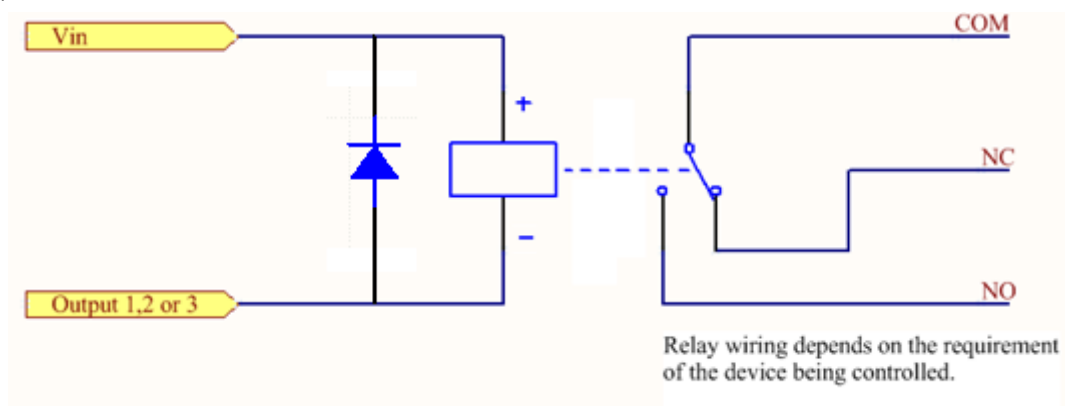 Vin
COM
+
NC
−
NO
Output 1,2 or 3
Relay wiring depends on the requirement
of the device being controlled.